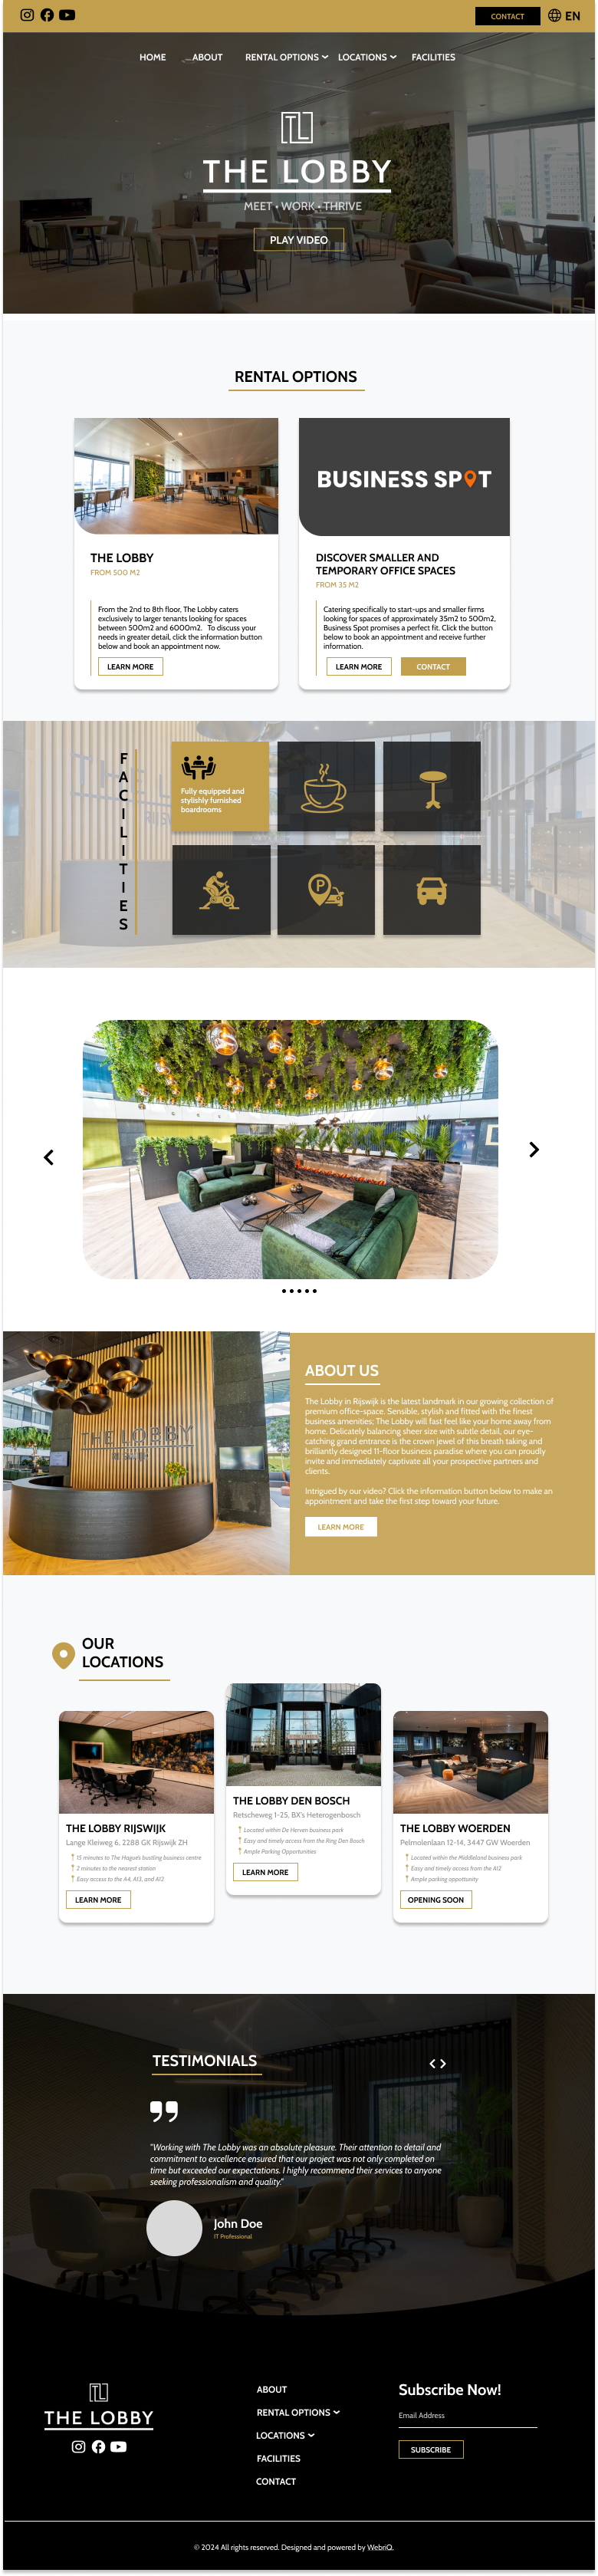 CONTACT
EN
HOME
ABOUT
RENTAL OPTIONS
LOCATIONS
FACILITIES
TL
THE LOBBY
MEET • WORK • THRIVE
PLAY VIDEO
RENTAL OPTIONS
THE LOBBY
FROM 500 M2
From the 2nd to 8th floor, The Lobby caters
exclusively to larger tenants looking for spaces
between 500m2 and 6000m2. To discuss your
needs in greater detail, click the information button
below and book an appointment now.
LEARN MORE
BUSINESS SPOT
DISCOVER SMALLER AND
TEMPORARY OFFICE SPACES
FROM 35 M2
Catering specifically to start-ups and smaller firms
looking for spaces of approximately 35m2 to 500m2,
Business Spot promises a perfect fit. Click the button
below to book an appointment and receive further
information.
LEARN MORE
CONTACT
FACILITIES
Fully equipped and
stylishly furnished
boardrooms
P
THE LOBBY
RIJSWIJK
ABOUT US
The Lobby in Rijswijk is the latest landmark in our growing collection of
premium office-space. Sensible, stylish and fitted with the finest
business amenities; The Lobby will fast feel like your home away from
home. Delicately balancing sheer size with subtle detail, our eye-
catching grand entrance is the crown jewel of this breath taking and
brilliantly designed 11-floor business paradise where you can proudly
invite and immediately captivate all your prospective partners and
clients.
Intrigued by our video? Click the information button below to make an
appointment and take the first step toward your future.
LEARN MORE
OUR
LOCATIONS
THE LOBBY RIJSWIJK
Lange Kleiweg 6, 2288 GK Rijswijk ZH
15 minutes to The Hague's bustling business centre
2 minutes to the nearest station
Easy access to the A4, A13, and A12
LEARN MORE
THE LOBBY DEN BOSCH
Retscheweg 1-25, BX's Heterogenbosch
Located within De Herven business park
Easy and timely access from the Ring Den Bosch
Ample Parking Opportunities
LEARN MORE
THE LOBBY WOERDEN
Pelmolenlaan 12-14, 3447 GW Woerden
Located within the Middleland business park
Easy and timely access from the A12
Ample parking oppoltunity
OPENING SOON
TESTIMONIALS
"Working with The Lobby was an absolute pleasure. Their attention to detail and
commitment to excellence ensured that our project was not only completed on
time but exceeded our expectations. I highly recommend their services to anyone
seeking professionalism and quality."
John Doe
IT Professional
TL
THE LOBBY
ABOUT
RENTAL OPTIONS
LOCATIONS
FACILITIES
CONTACT
Subscribe Now!
Email Address
SUBSCRIBE
© 2024 All rights reserved. Designed and powered by WebriQ.